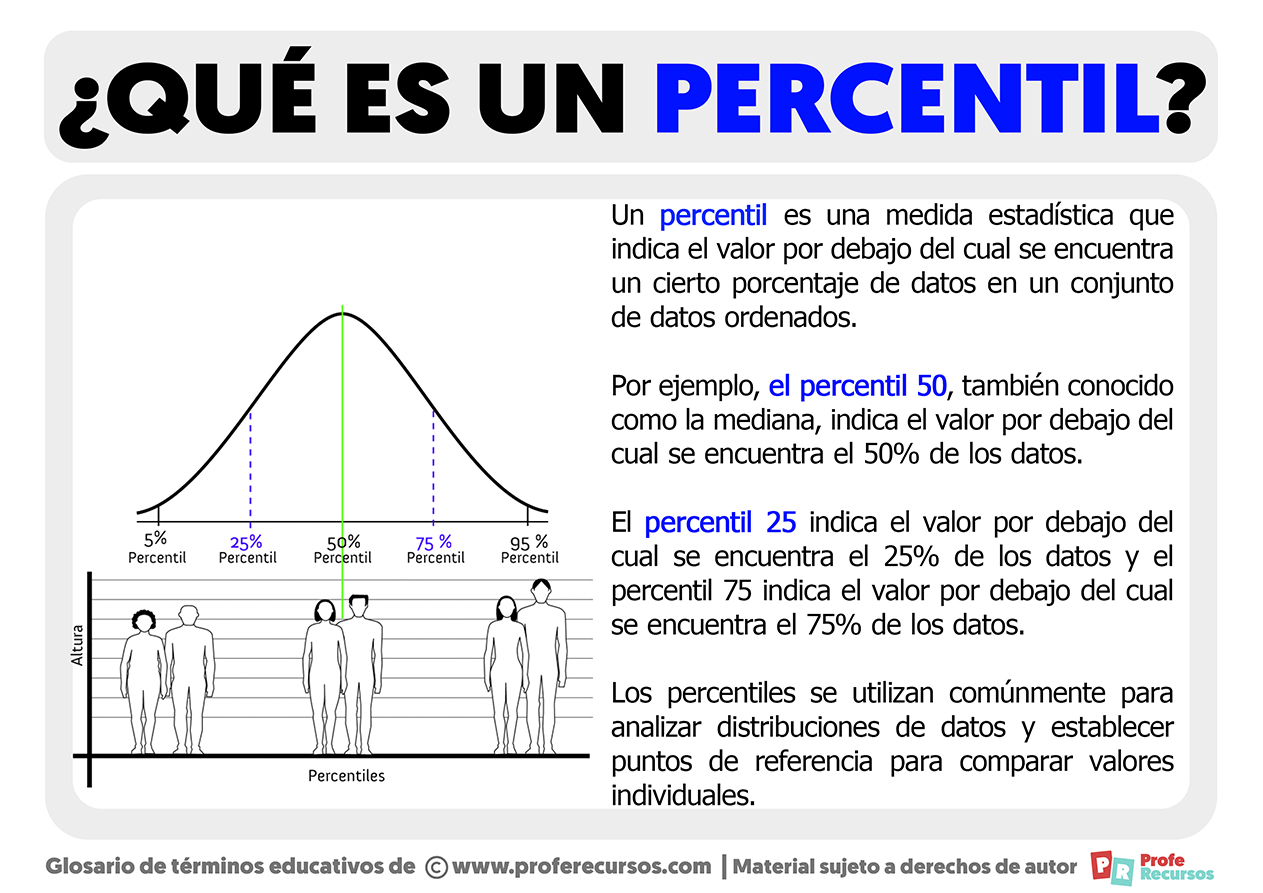 ¿QUÉ ES UN PERCENTIL?
Un percentil es una medida estadística que
indica el valor por debajo del cual se encuentra
un cierto porcentaje de datos en un conjunto
de datos ordenados.
Por ejemplo, el percentil 50, también conocido
como la mediana, indica el valor por debajo del
cual se encuentra el 50% de los datos.
El percentil 25 indica el valor por debajo del
cual se encuentra el 25% de los datos y el
percentil 75 indica el valor por debajo del cual
se encuentra el 75% de los datos.
Los percentiles se utilizan comúnmente para
analizar distribuciones de datos y establecer
puntos de referencia para comparar valores
individuales.
5% 25% 50% 75 % 95 %
Percentil Percentil Percentil Percentil Percentil
Altura
Percentiles
Glosario de términos educativos de © www.proferecursos.com | Material sujeto a derechos de autor
PR Profe
Recursos